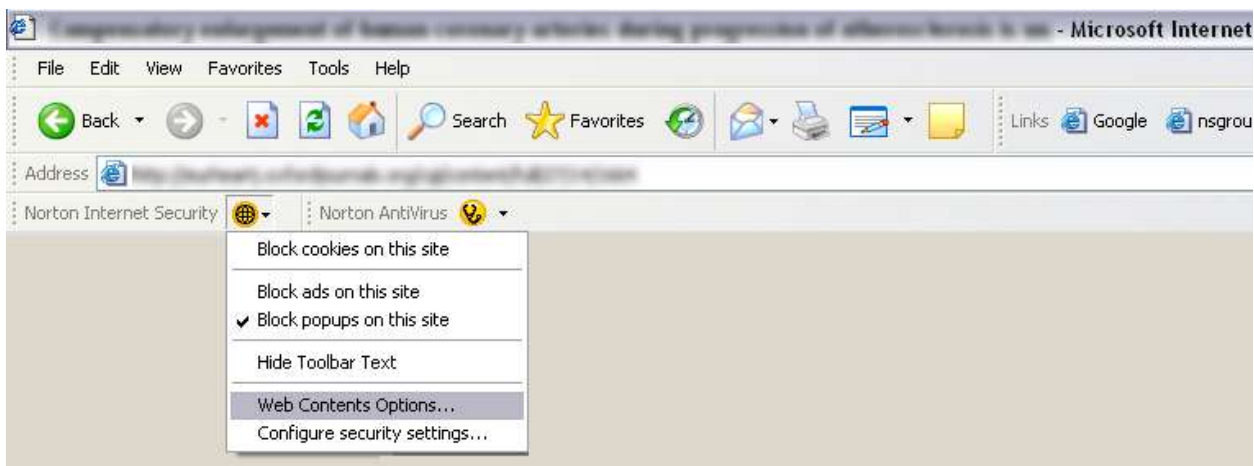 - Microsoft Internet
File Edit View Favorites Tools Help
Back Search Favorites Links Google nsgrou
Address
Norton Internet Security Norton AntiVirus
Block cookies on this site
Block ads on this site
Block popups on this site
Hide Toolbar Text
Web Contents Options...
Configure security settings...